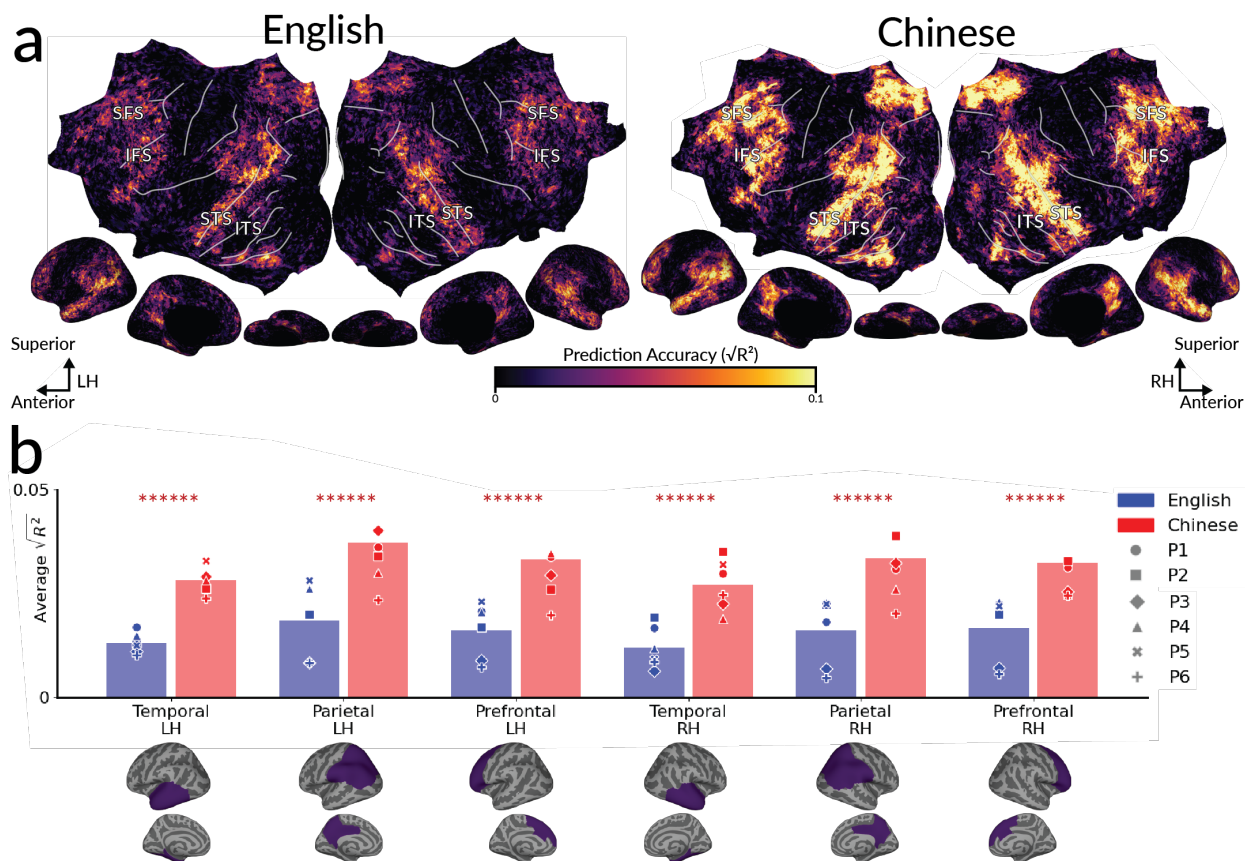 a
English
Chinese
SFS
IFS
STS
ITS
SFS
IFS
STS
ITS
SFS
IFS
STS
ITS
SFS
IFS
STS
ITS
Superior
LH
Anterior
Superior
RH
Anterior
Prediction Accuracy (√R²)
0
0.1
b
0.05
0
Average √R²
******
******
******
******
******
******
English
Chinese
P1
P2
P3
P4
P5
P6
Temporal
LH
Parietal
LH
Prefrontal
LH
Temporal
RH
Parietal
RH
Prefrontal
RH